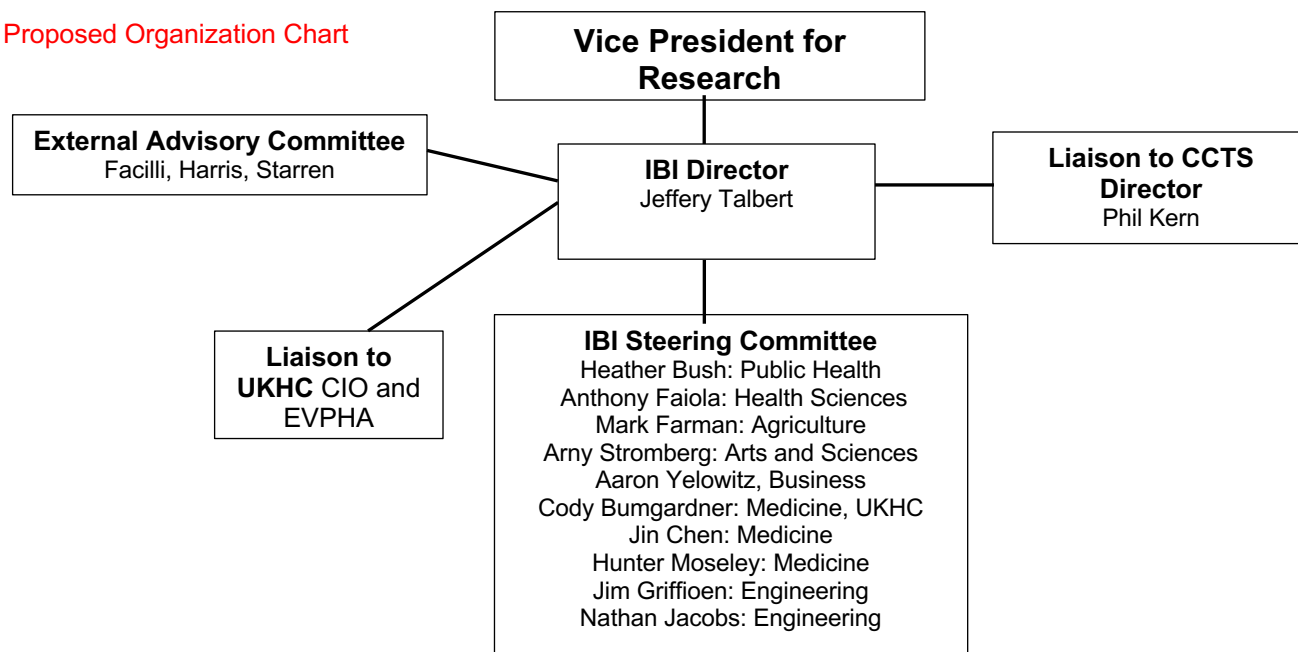 Proposed Organization Chart
Vice President for
Research
External Advisory Committee
Facilli, Harris, Starren
IBI Director
Jeffery Talbert
Liaison to CCTS
Director
Phil Kern
Liaison to
UKHC CIO and
EVPHA
IBI Steering Committee
Heather Bush: Public Health
Anthony Faiola: Health Sciences
Mark Farman: Agriculture
Arny Stromberg: Arts and Sciences
Aaron Yelowitz, Business
Cody Bumgardner: Medicine, UKHC
Jin Chen: Medicine
Hunter Moseley: Medicine
Jim Griffioen: Engineering
Nathan Jacobs: Engineering